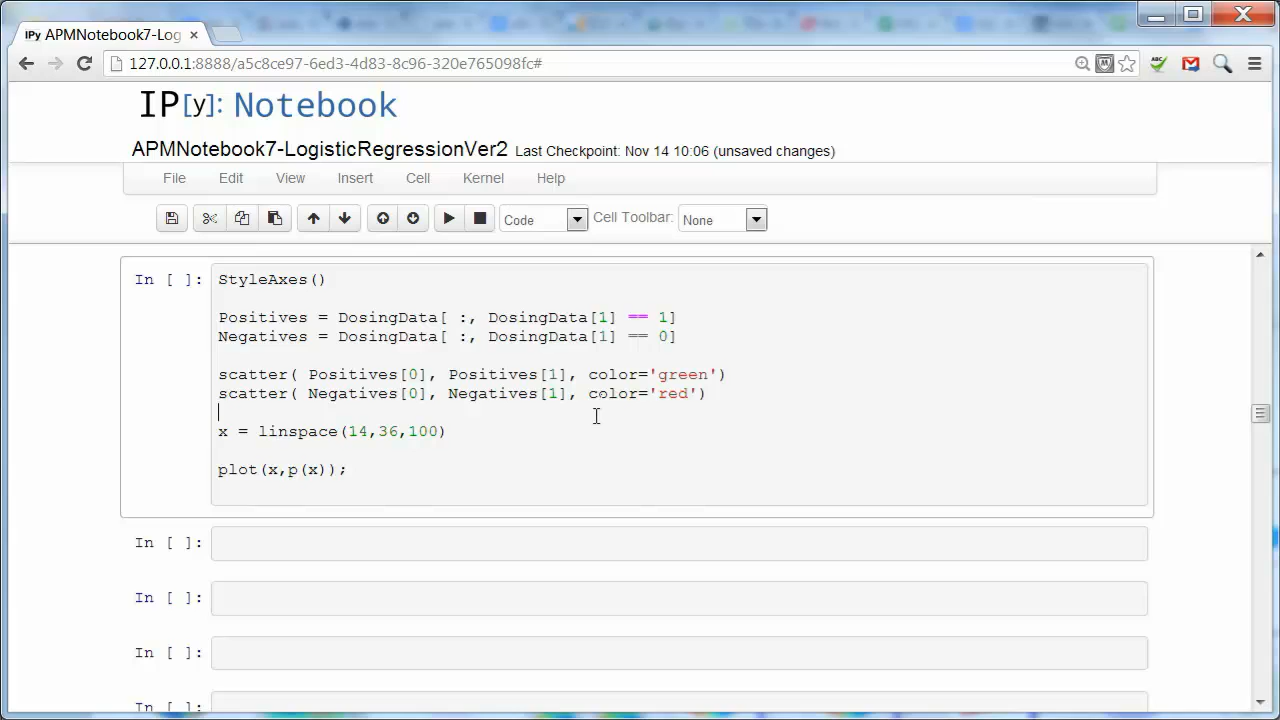 IPy APMNotebook7-Log ×
127.0.0.1:8888/a5c8ce97-6ed3-4d83-8c96-320e765098fc#
ABC
IP[y]: Notebook
APMNotebook7-LogisticRegressionVer2 Last Checkpoint: Nov 14 10:06 (unsaved changes)
File Edit View Insert Cell Kernel Help
Code Cell Toolbar: None
In [ ]: StyleAxes()
Positives = DosingData[ :, DosingData[1] == 1]
Negatives = DosingData[ :, DosingData[1] == 0]
scatter( Positives[0], Positives[1], color='green')
scatter( Negatives[0], Negatives[1], color='red')
x = linspace(14,36,100)
plot(x,p(x));
In [ ]:
In [ ]:
In [ ]:
In [ ]: